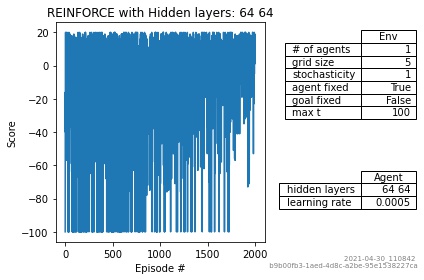 REINFORCE with Hidden layers: 64 64
20
0
−20
−40
−60
−80
−100
Score
0 500 1000 1500 2000
Episode #
Env
# of agents 1
grid size 5
stochasticity 1
agent fixed True
goal fixed False
max t 100
Agent
hidden layers 64 64
learning rate 0.0005
2021-04-30_110842
b9b00fb3-1aed-4d8c-a2be-95e1538227ca